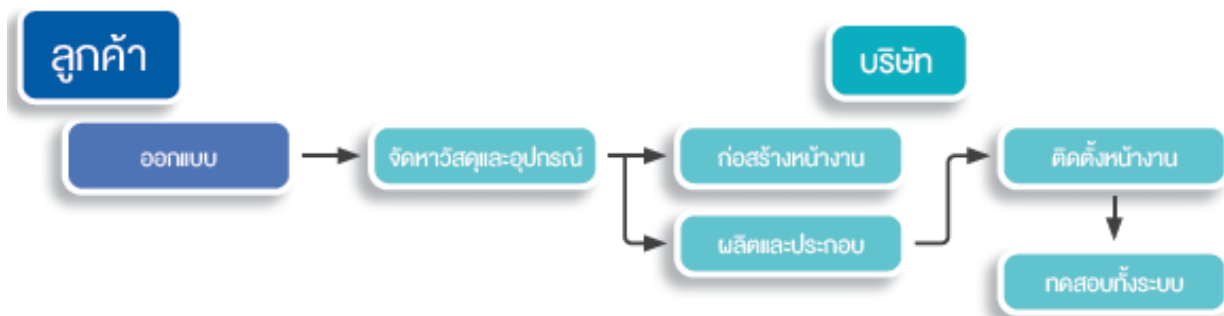 ลูกค้า
บริษัท
ออกแบบ
จัดหาวัสดุและอุปกรณ์
ก่อสร้างหน้างาน
ติดตั้งหน้างาน
ผลิตและประกอบ
ทดสอบทั้งระบบ